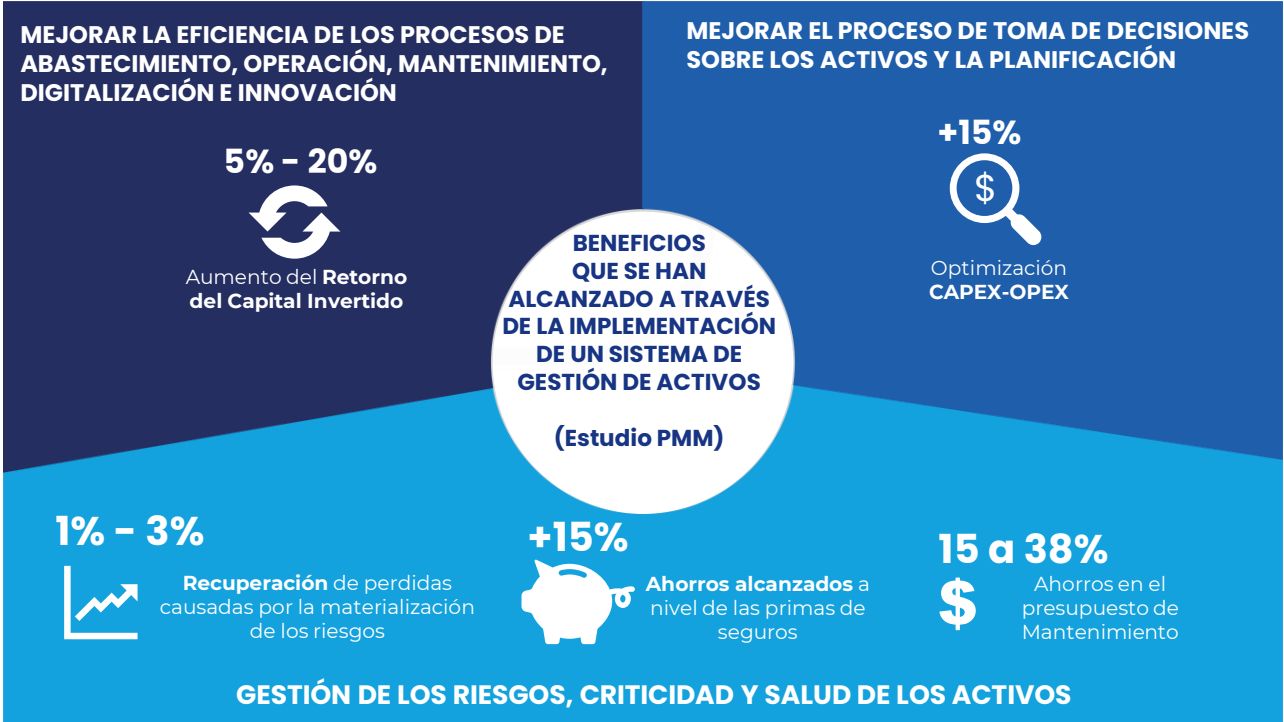 MEJORAR LA EFICIENCIA DE LOS PROCESOS DE
ABASTECIMIENTO, OPERACIÓN, MANTENIMIENTO,
DIGITALIZACIÓN E INNOVACIÓN
5% - 20%
Aumento del Retorno
del Capital Invertido
MEJORAR EL PROCESO DE TOMA DE DECISIONES
SOBRE LOS ACTIVOS Y LA PLANIFICACIÓN
+15%
$
Optimización
CAPEX-OPEX
BENEFICIOS
QUE SE HAN
ALCANZADO A TRAVÉS
DE LA IMPLEMENTACIÓN
DE UN SISTEMA DE
GESTIÓN DE ACTIVOS
(Estudio PMM)
1% - 3%
Recuperación de perdidas
causadas por la materialización
de los riesgos
+15%
Ahorros alcanzados a
nivel de las primas de
seguros
15 a 38%
$
Ahorros en el
presupuesto de
Mantenimiento
GESTIÓN DE LOS RIESGOS, CRITICIDAD Y SALUD DE LOS ACTIVOS